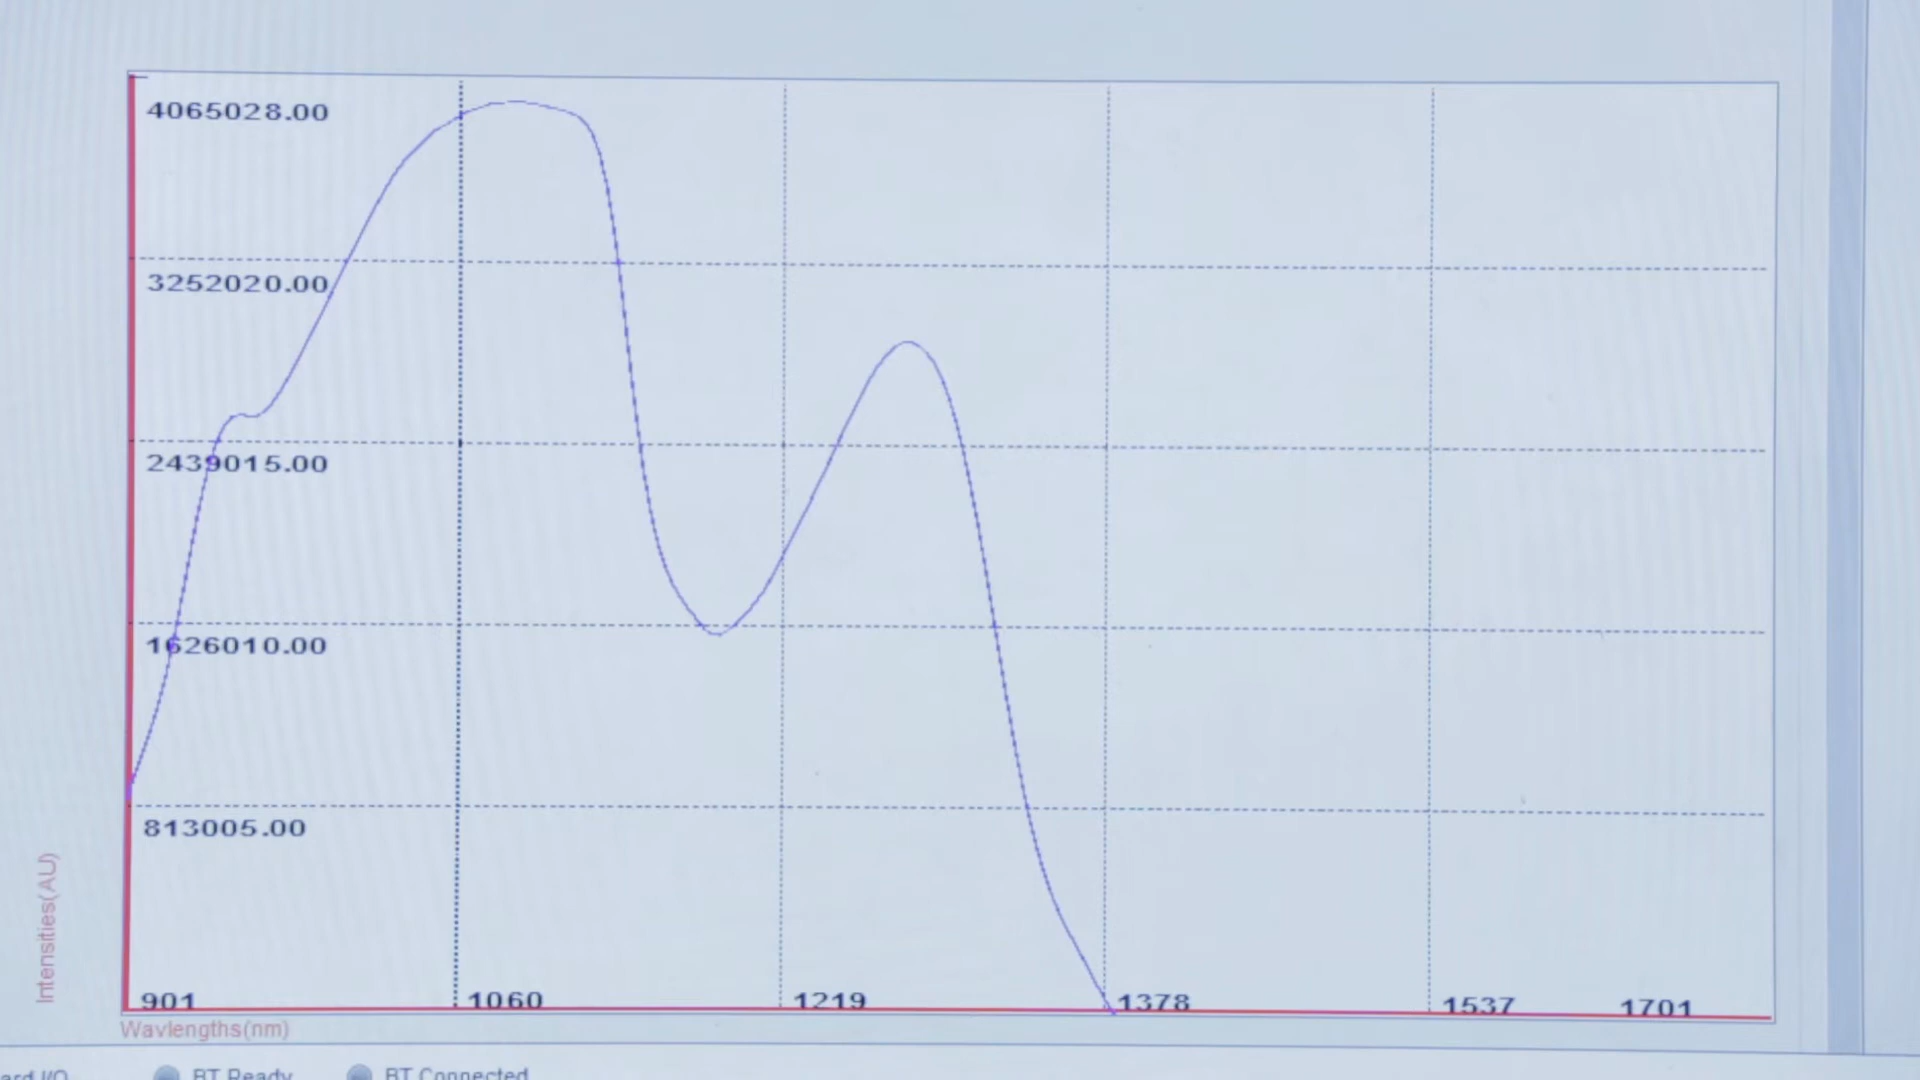 4065028.00
3252020.00
2439015.00
1626010.00
813005.00
Intensities(AU)
901 1060 1219 1378 1537 1701
Wavlengths(nm)
BT Ready BT Connected